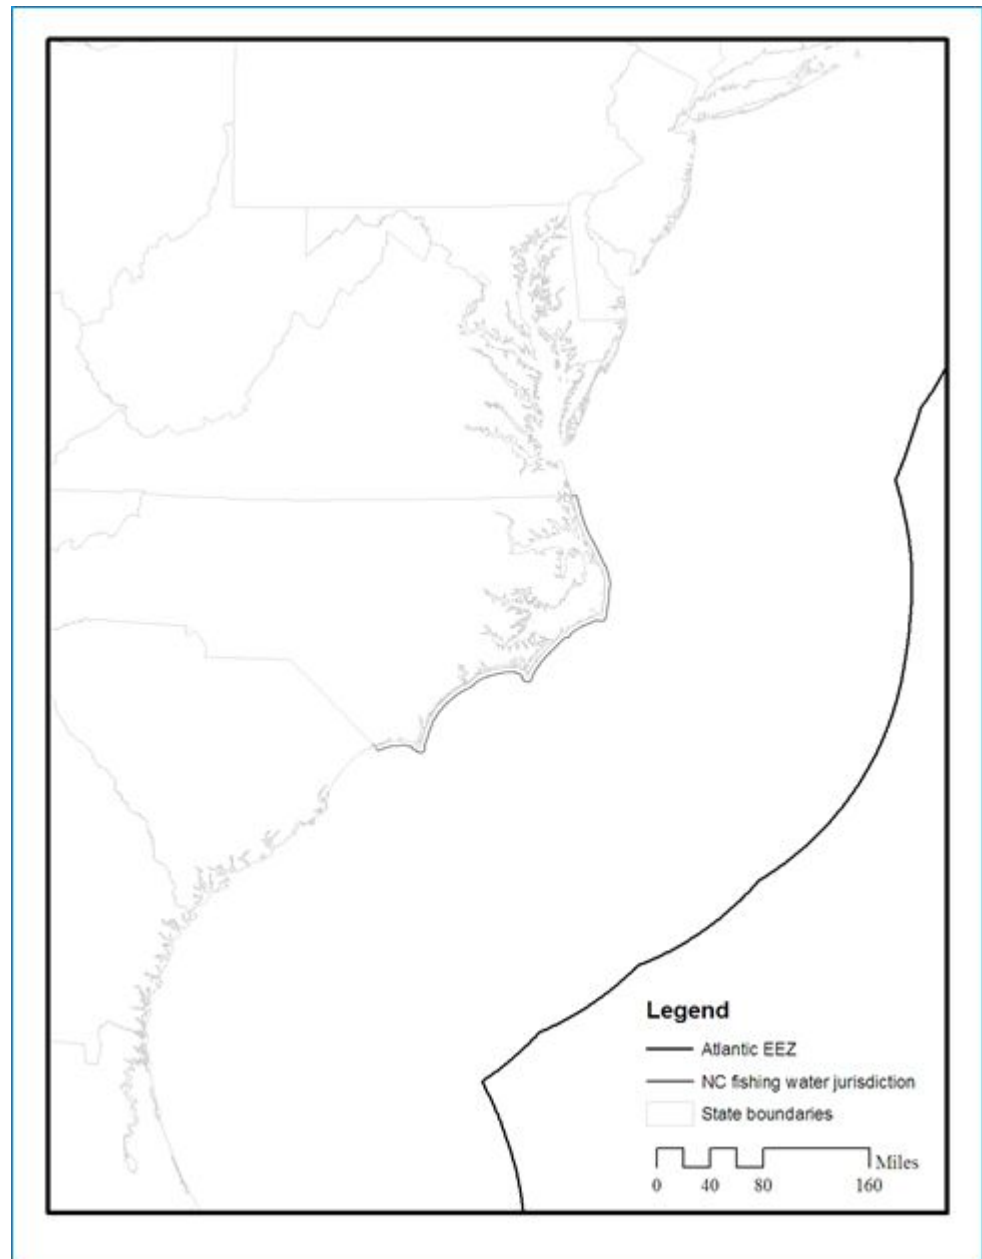 Legend
Atlantic EEZ
NC fishing water jurisdiction
State boundaries
Miles
0 40 80 160